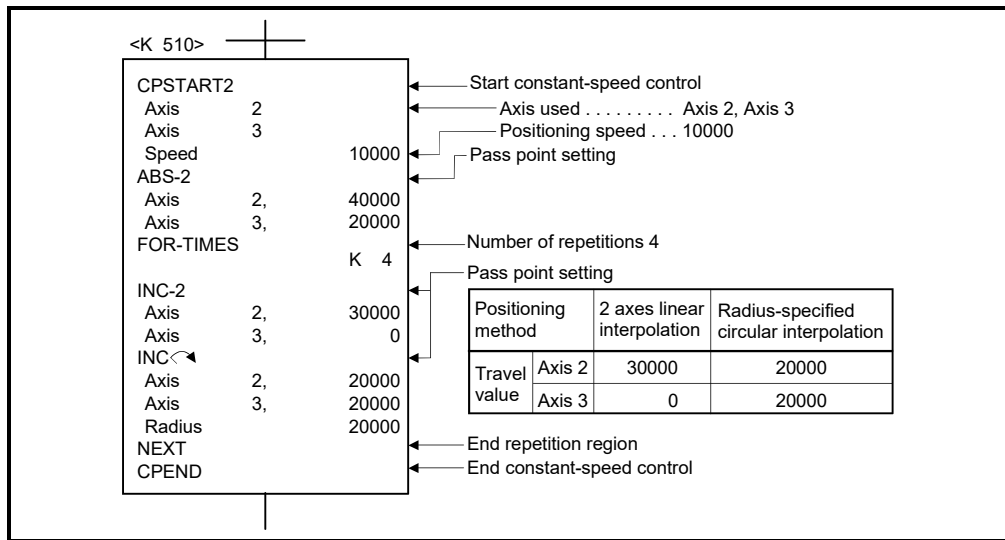 <K 510>
CPSTART2
Axis 2
Axis 3
Speed 10000
ABS-2
Axis 2, 40000
Axis 3, 20000
FOR-TIMES
K 4
INC-2
Axis 2, 30000
Axis 3, 0
INC
Axis 2, 20000
Axis 3, 20000
Radius 20000
NEXT
CPEND
Start constant-speed control
Axis used . . . . . . . . . Axis 2, Axis 3
Positioning speed . . . 10000
Pass point setting
Number of repetitions 4
Pass point setting
Positioning method
2 axes linear interpolation
Radius-specified circular interpolation
Travel value
Axis 2 30000 20000
Axis 3 0 20000
End repetition region
End constant-speed control